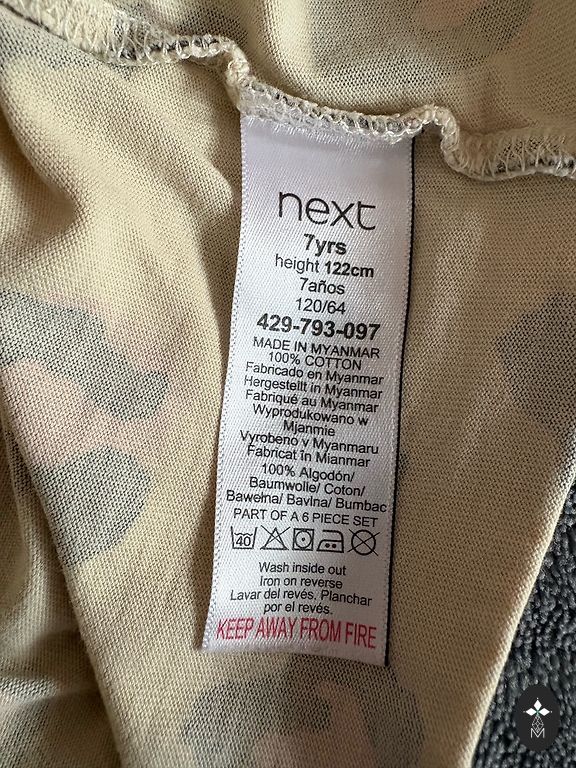 next
7yrs
height 122cm
7años
120/64
429-793-097
MADE IN MYANMAR
100% COTTON
Fabricado en Myanmar
Hergestellt in Myanmar
Fabriqué au Myanmar
Wyprodukowano w
Mjanmie
Vyrobeno v Myanmaru
Fabricat în Mianmar
100% Algodón/
Baumwolle/ Coton/
Bawełna/ Bavlna/ Bumbac
PART OF A 6 PIECE SET
40
Wash inside out
Iron on reverse
Lavar del revés. Planchar
por el revés.
KEEP AWAY FROM FIRE
M